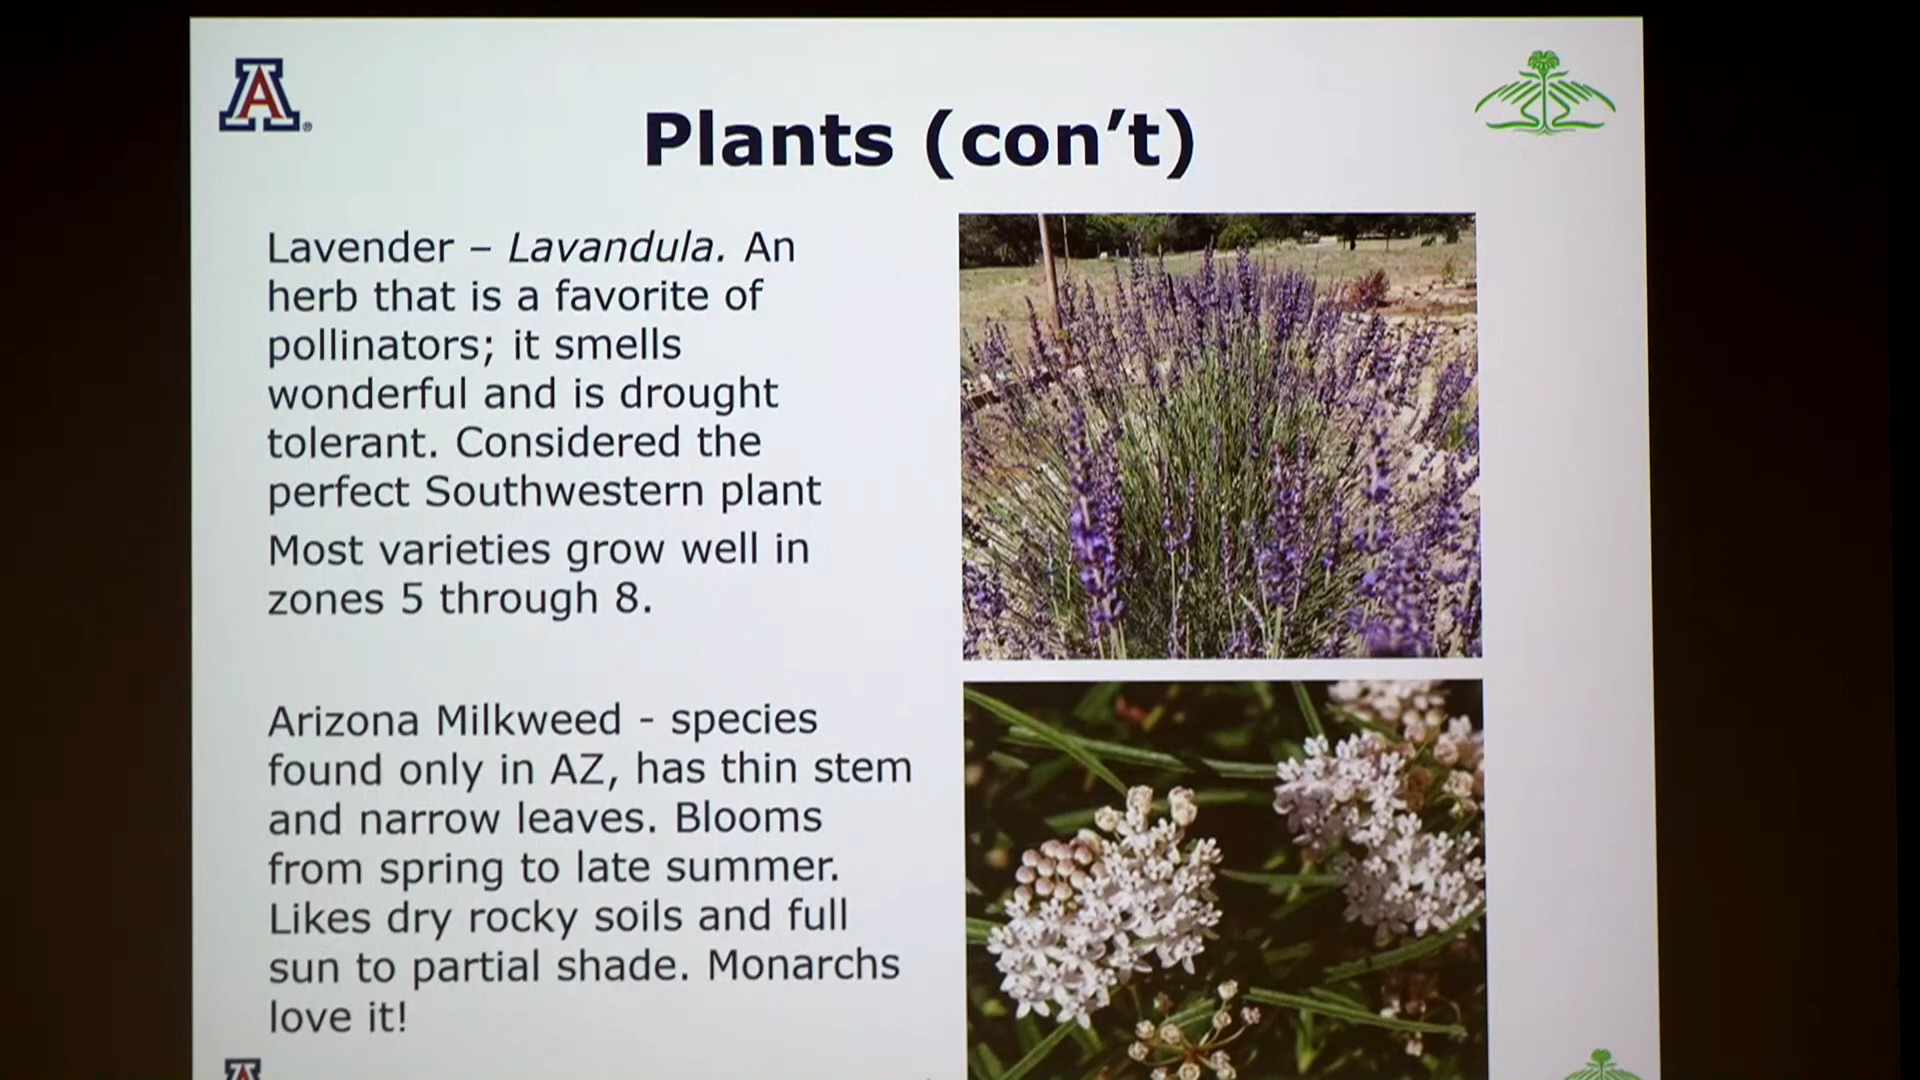 A
Plants (con’t)
Lavender – Lavandula. An
herb that is a favorite of
pollinators; it smells
wonderful and is drought
tolerant. Considered the
perfect Southwestern plant
Most varieties grow well in
zones 5 through 8.
Arizona Milkweed - species
found only in AZ, has thin stem
and narrow leaves. Blooms
from spring to late summer.
Likes dry rocky soils and full
sun to partial shade. Monarchs
love it!
A